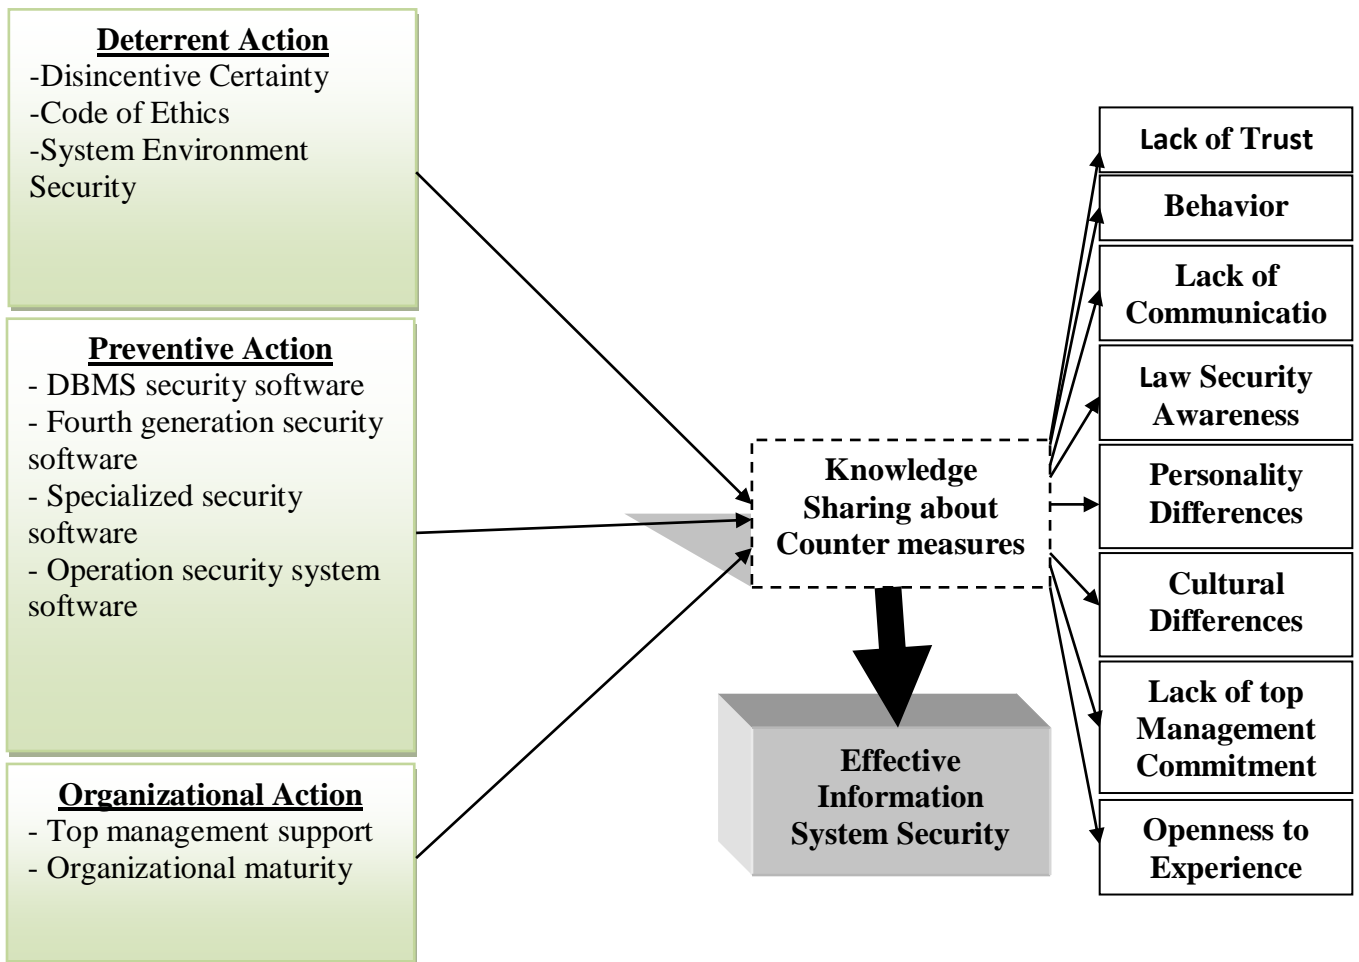 Deterrent Action
-Disincentive Certainty
-Code of Ethics
-System Environment
Security
Preventive Action
- DBMS security software
- Fourth generation security
software
- Specialized security
software
- Operation security system
software
Organizational Action
- Top management support
- Organizational maturity
Knowledge
Sharing about
Counter measures
Effective
Information
System Security
Lack of Trust
Behavior
Lack of
Communicatio
Law Security
Awareness
Personality
Differences
Cultural
Differences
Lack of top
Management
Commitment
Openness to
Experience